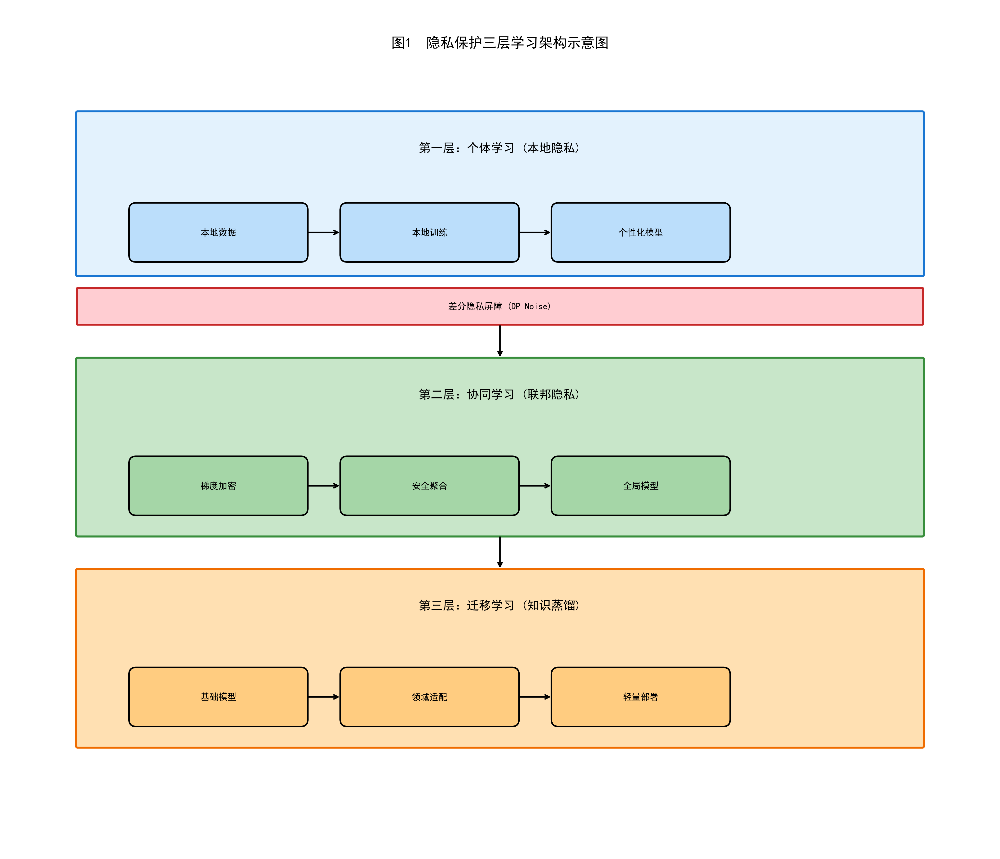 图1  隐私保护三层学习架构示意图
第一层：个体学习（本地隐私）
本地数据
本地训练
个性化模型
差分隐私屏障 (DP Noise)
第二层：协同学习（联邦隐私）
梯度加密
安全聚合
全局模型
第三层：迁移学习（知识蒸馏）
基础模型
领域适配
轻量部署